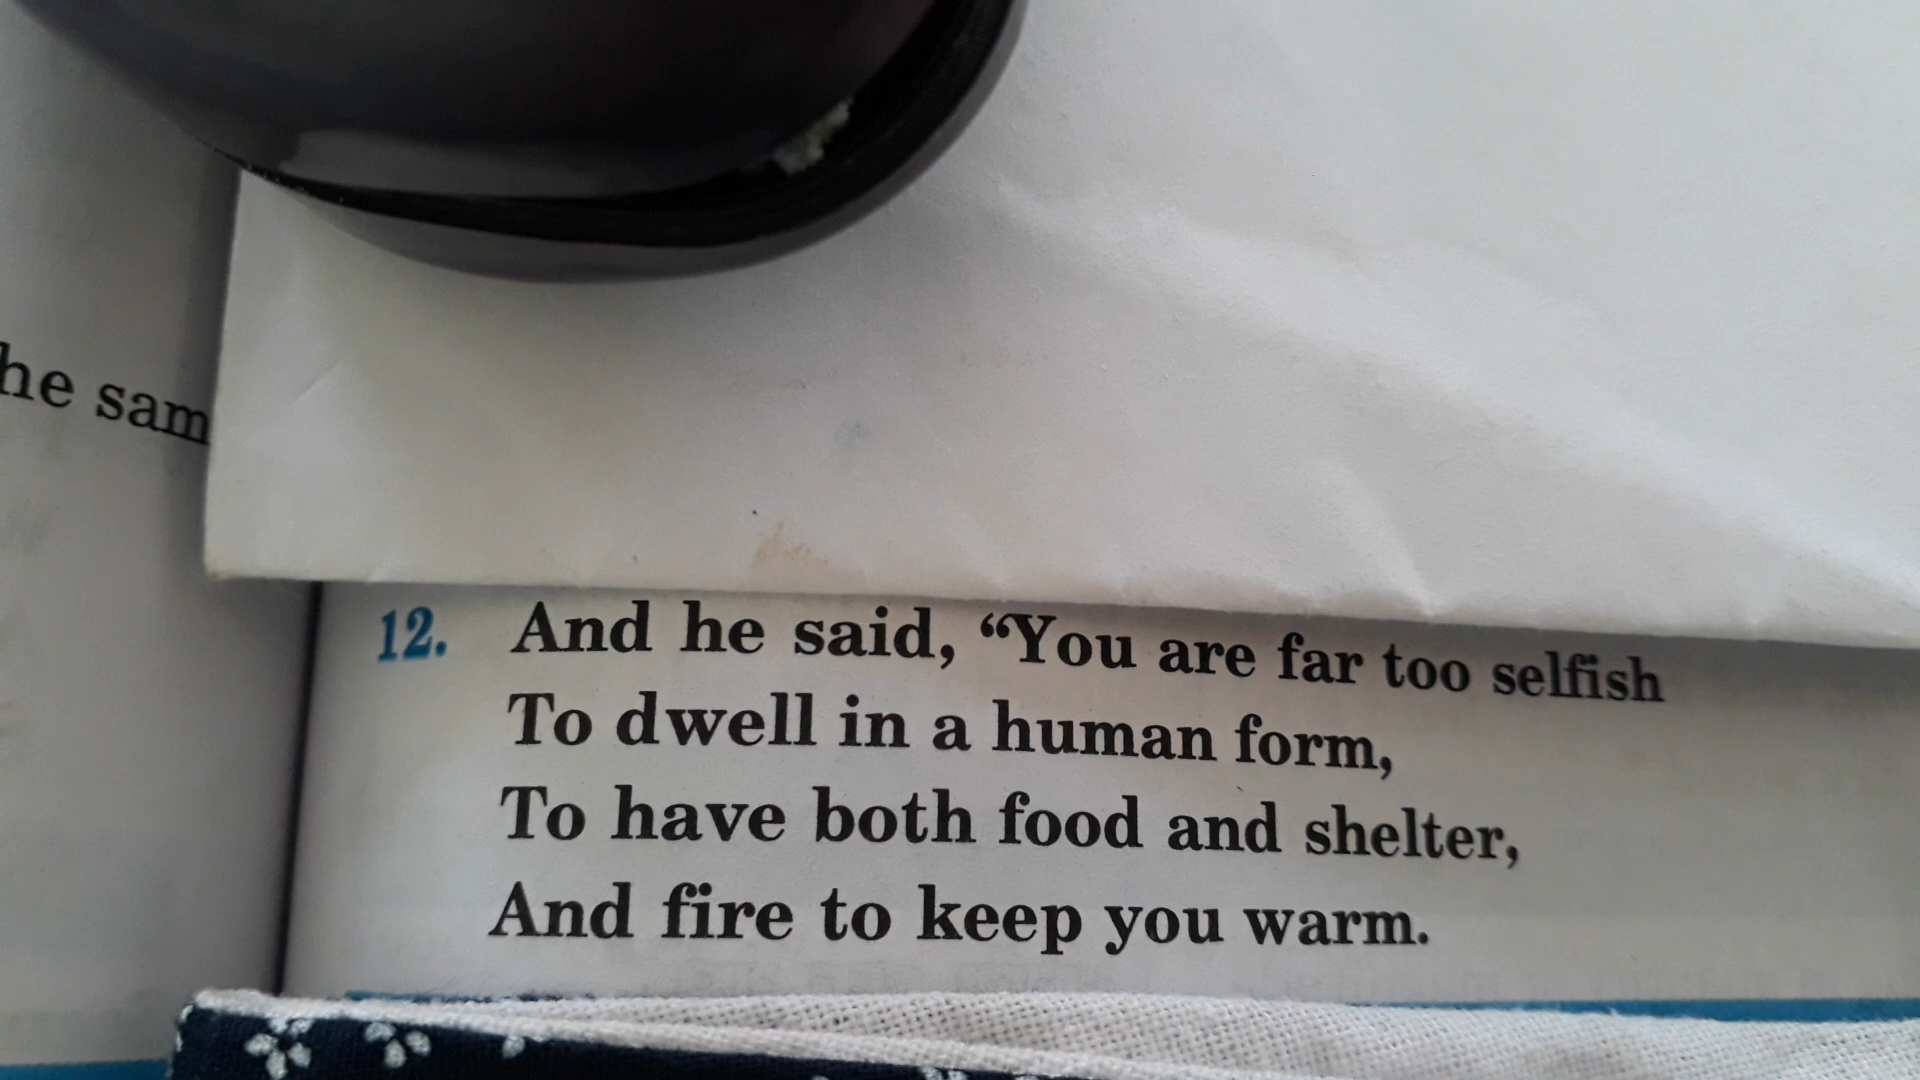 he sam
12. And he said, “You are far too selfish
To dwell in a human form,
To have both food and shelter,
And fire to keep you warm.